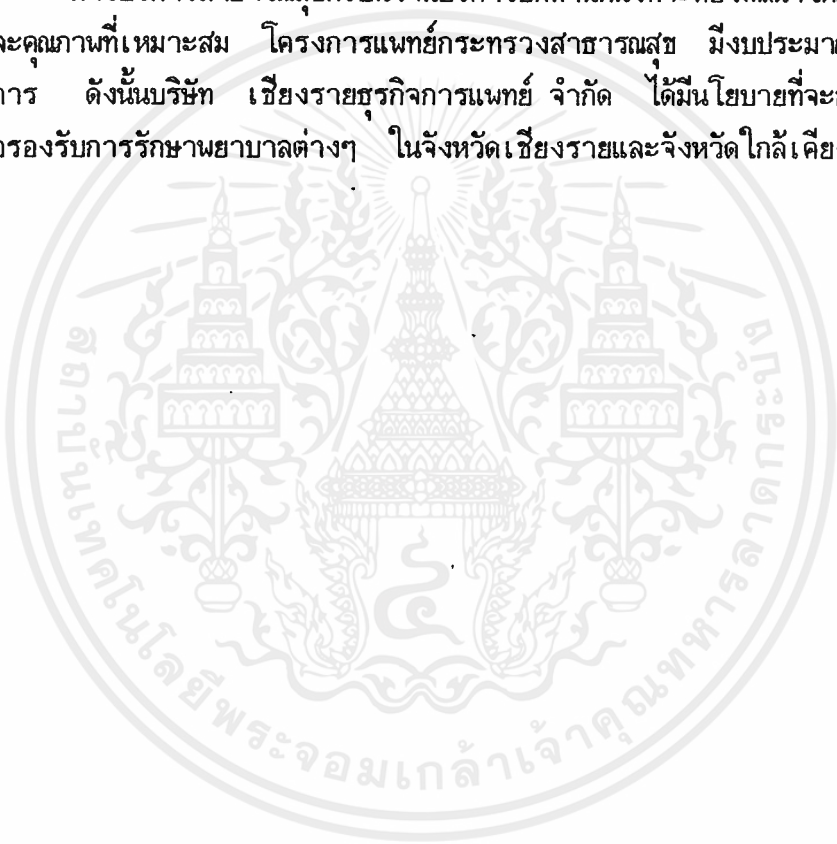 ละคุณภาพที่เหมาะสม โครงการแพทย์กระทรวงสาธารณสุข มีงบประมา
การ ดังนั้นบริษัท เชียงรายธุรกิจการแพทย์ จำกัด ได้มีนโยบายที่จะ
อรองรับการรักษาพยาบาลต่างๆ ในจังหวัดเชียงรายและจังหวัดใกล้เคีย
สถาบันเทคโนโลยีพระจอมเกล้าเจ้าคุณทหารลาดกระบัง